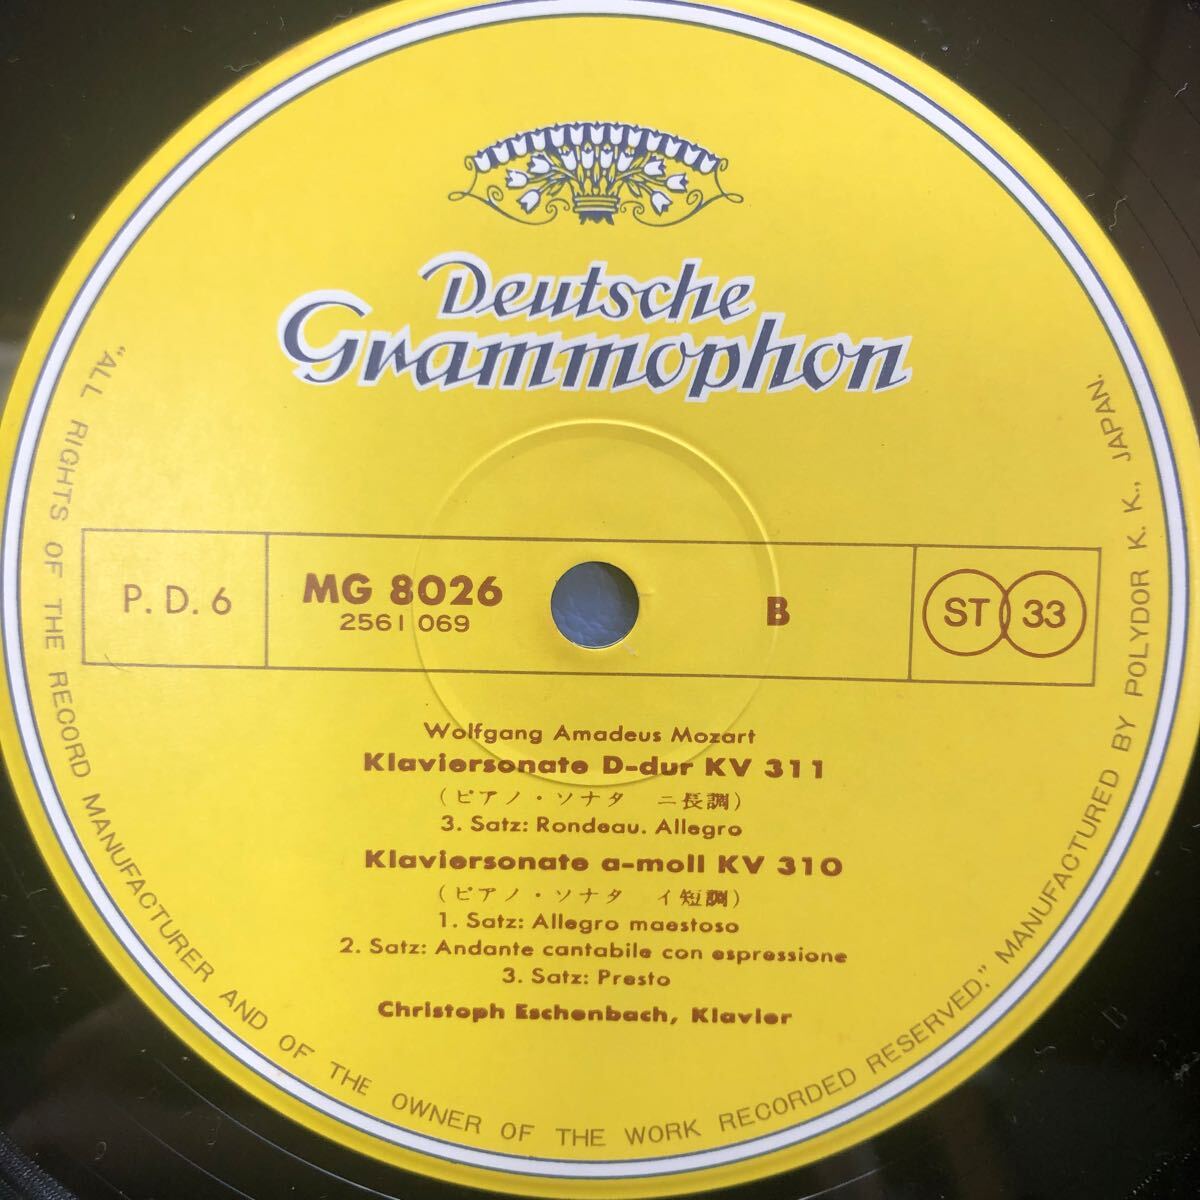 Deutsche
Grammophon
P. D. 6
MG 8026
2561 069
B
ST 33
Wolfgang Amadeus Mozart
Klaviersonate D-dur KV 311
(ピアノ・ソナタ ニ長調)
3. Satz: Rondeau. Allegro
Klaviersonate a-moll KV 310
(ピアノ・ソナタ イ短調)
1. Satz: Allegro maestoso
2. Satz: Andante cantabile con espressione
3. Satz: Presto
Christoph Eschenbach, Klavier
"ALL RIGHTS OF THE RECORD MANUFACTURER AND OF THE OWNER OF THE WORK RECORDED RESERVED." MANUFACTURED BY POLYDOR K. K., JAPAN.